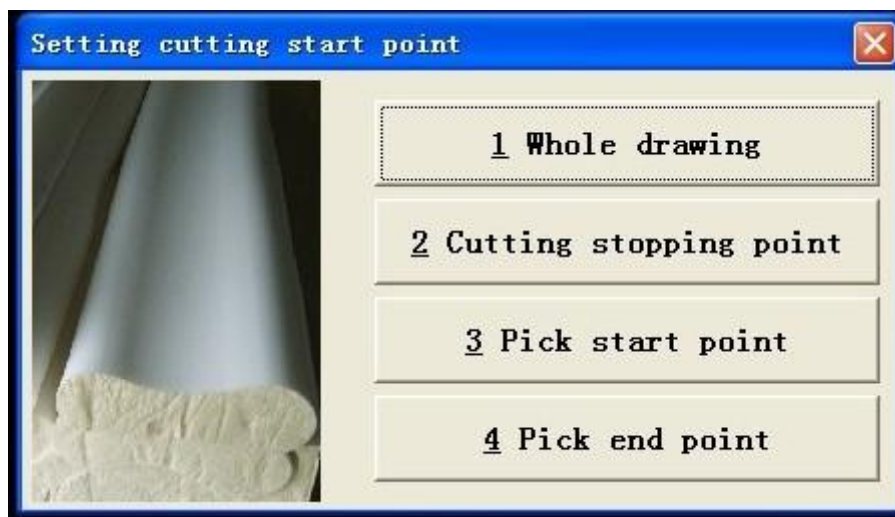 Setting cutting start point
1 Whole drawing
2 Cutting stopping point
3 Pick start point
4 Pick end point